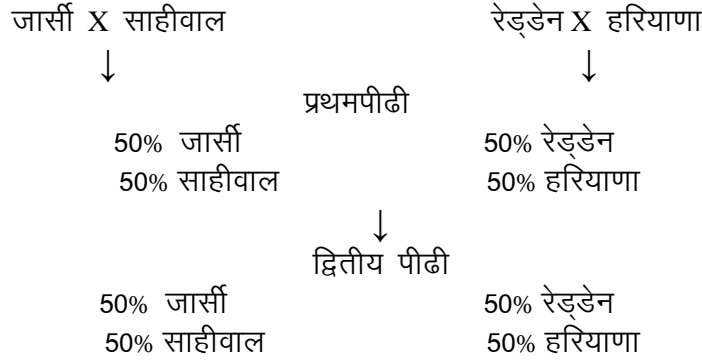 जार्सी X साहीवाल रेड्डेन X हरियाणा
↓ ↓
प्रथमपीढी
50% जार्सी 50% रेड्डेन
50% साहीवाल 50% हरियाणा
↓
द्वितीय पीढी
50% जार्सी 50% रेड्डेन
50% साहीवाल 50% हरियाणा